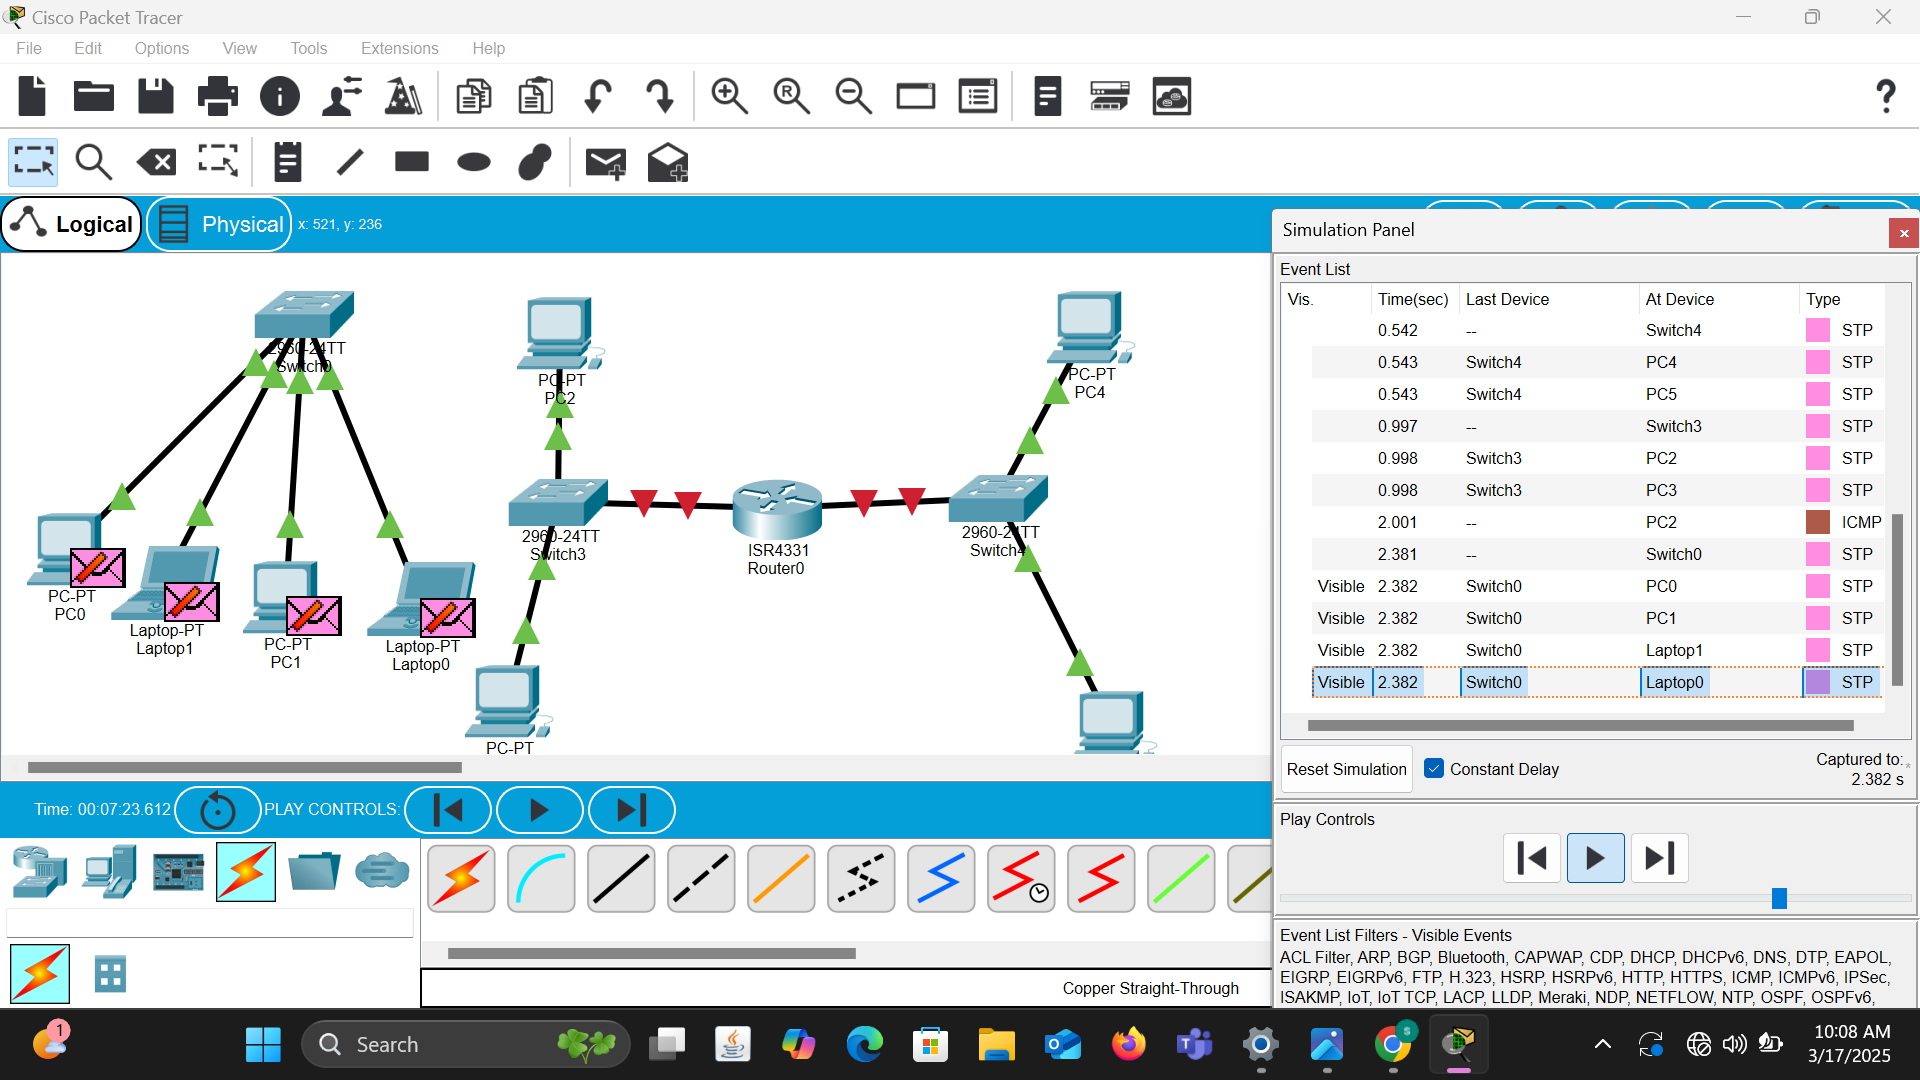 Cisco Packet Tracer
File Edit Options View Tools Extensions Help
Logical Physical x: 521, y: 236
2960-24TT
Switch0
PC-PT
PC0
Laptop-PT
Laptop1
PC-PT
PC1
Laptop-PT
Laptop0
PC-PT
PC2
2960-24TT
Switch3
PC-PT
ISR4331
Router0
PC-PT
PC4
2960-24TT
Switch4
Simulation Panel
Event List
Vis. Time(sec) Last Device At Device Type
0.542 -- Switch4 STP
0.543 Switch4 PC4 STP
0.543 Switch4 PC5 STP
0.997 -- Switch3 STP
0.998 Switch3 PC2 STP
0.998 Switch3 PC3 STP
2.001 -- PC2 ICMP
2.381 -- Switch0 STP
Visible 2.382 Switch0 PC0 STP
Visible 2.382 Switch0 PC1 STP
Visible 2.382 Switch0 Laptop1 STP
Visible 2.382 Switch0 Laptop0 STP
Reset Simulation Constant Delay Captured to: *
2.382 s
Play Controls
Event List Filters - Visible Events
ACL Filter, ARP, BGP, Bluetooth, CAPWAP, CDP, DHCP, DHCPv6, DNS, DTP, EAPOL,
EIGRP, EIGRPv6, FTP, H.323, HSRP, HSRPv6, HTTP, HTTPS, ICMP, ICMPv6, IPSec,
ISAKMP, IoT, IoT TCP, LACP, LLDP, Meraki, NDP, NETFLOW, NTP, OSPF, OSPFv6,
Time: 00:07:23.612 PLAY CONTROLS:
Copper Straight-Through
1
Search
10:08 AM
3/17/2025